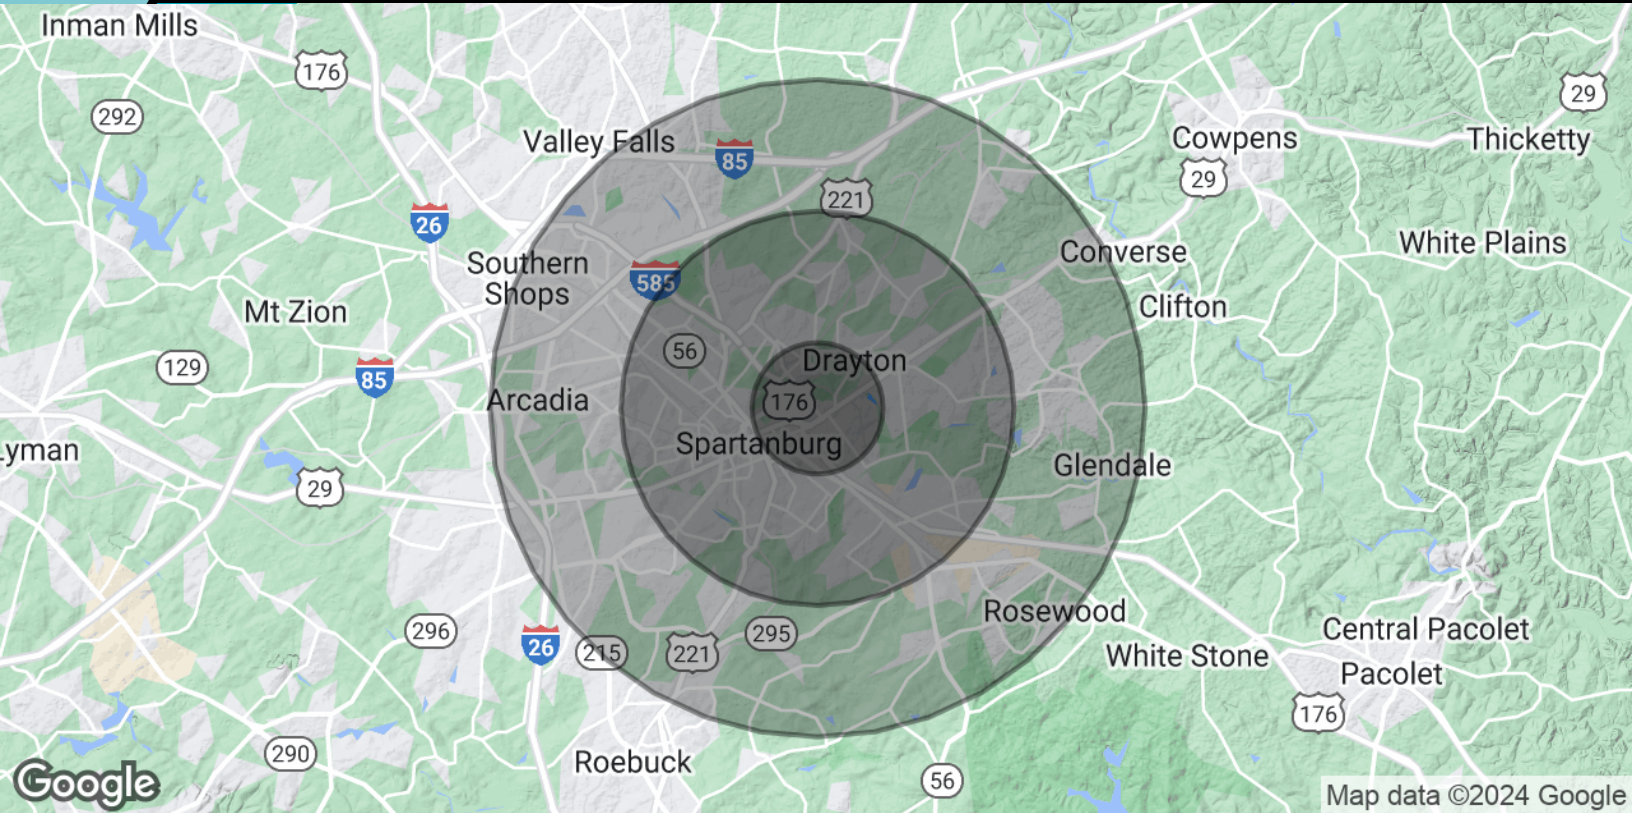 Inman Mills
176
29
292
Valley Falls
85
Cowpens
Thicketty
29
221
26
White Plains
Converse
Southern
Shops
585
Clifton
Mt Zion
56
Drayton
129
85
176
Arcadia
Spartanburg
Lyman
Glendale
29
Rosewood
296
295
Central Pacolet
26
215
221
White Stone
Pacolet
176
290
Roebuck
56
Google
Map data ©2024 Google